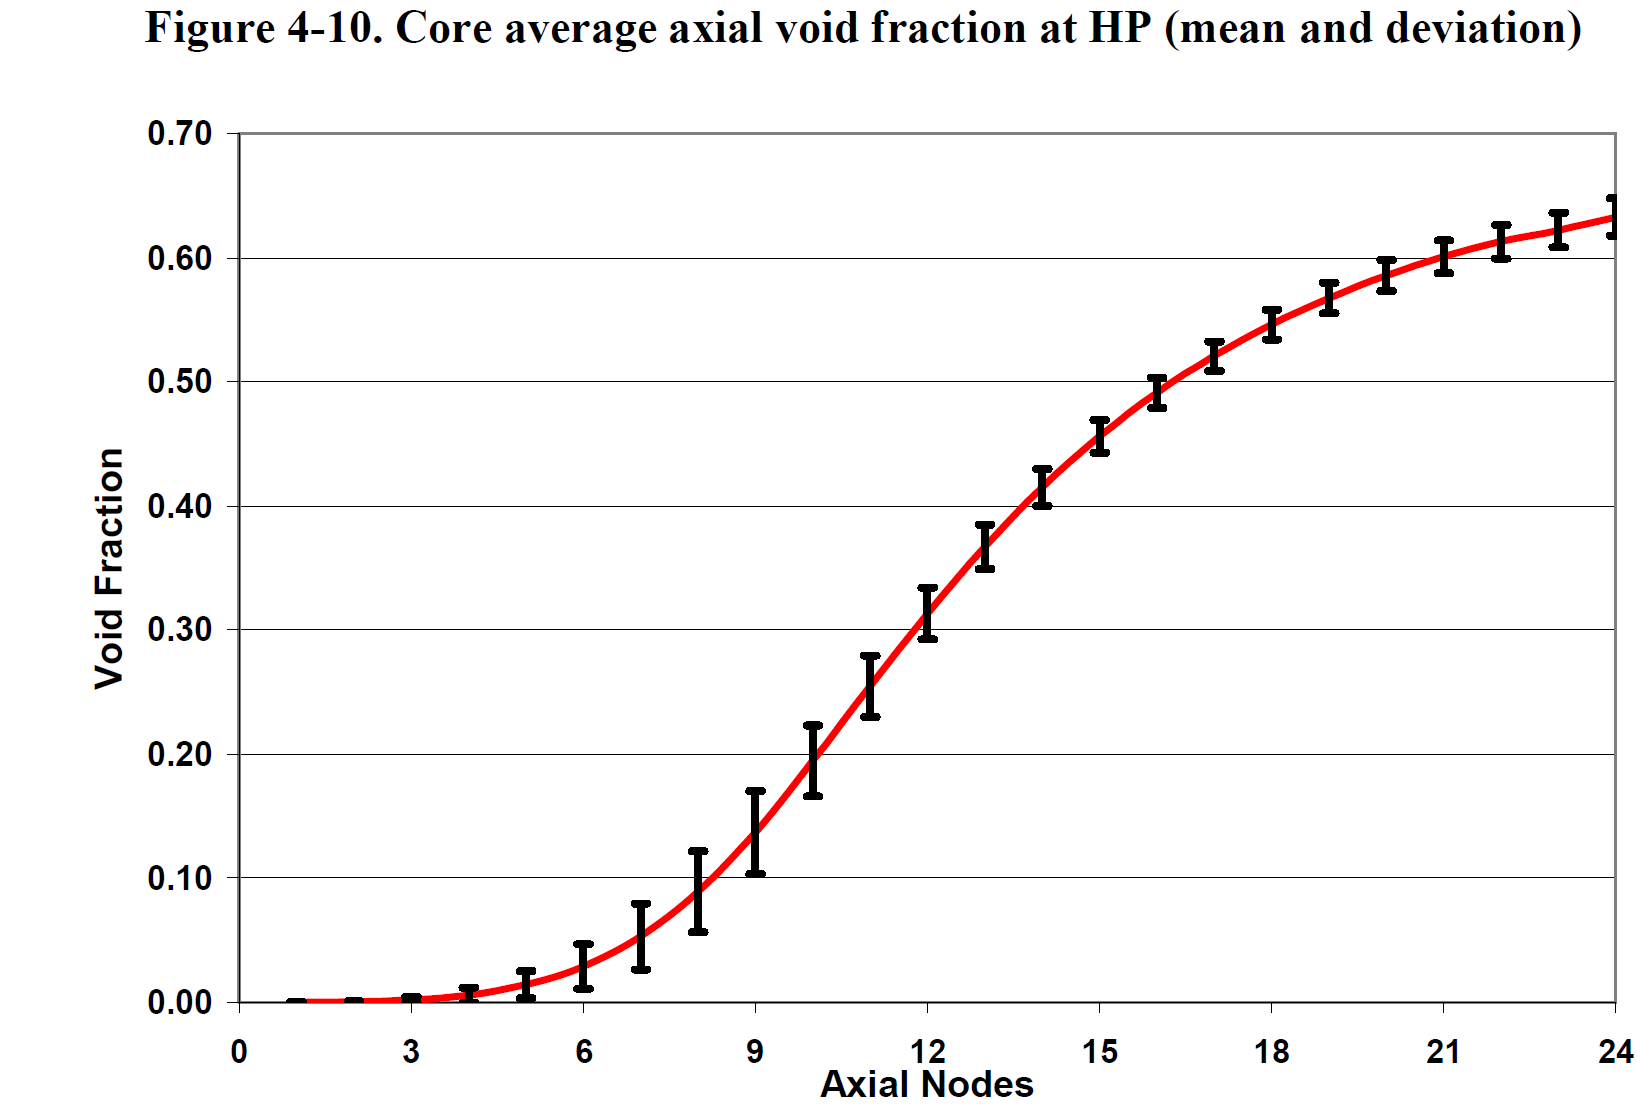 Figure 4-10. Core average axial void fraction at HP (mean and deviation)
0.70
0.60
0.50
0.40
0.30
0.20
0.10
0.00
Void Fraction
0 3 6 9 12 15 18 21 24
Axial Nodes